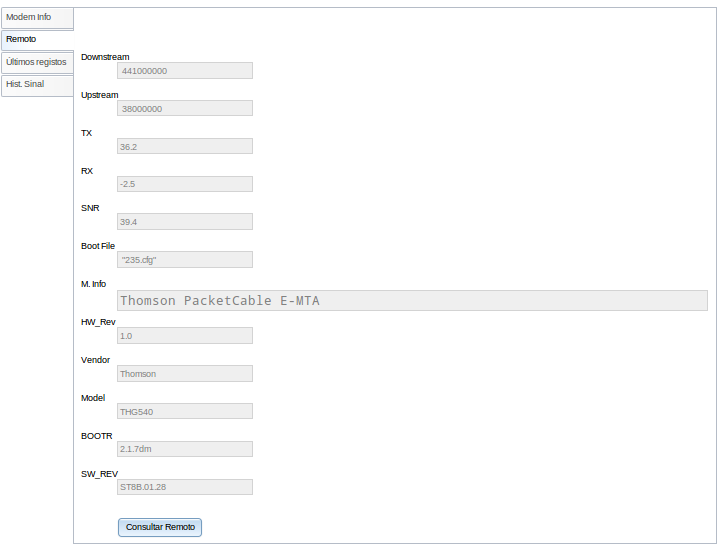 Modem Info
Remoto
Últimos registos
Hist. Sinal
Downstream
441000000
Upstream
38000000
TX
36.2
RX
-2.5
SNR
39.4
Boot File
"235.cfg"
M. Info
Thomson PacketCable E-MTA
HW_Rev
1.0
Vendor
Thomson
Model
THG540
BOOTR
2.1.7dm
SW_REV
ST8B.01.28
Consultar Remoto